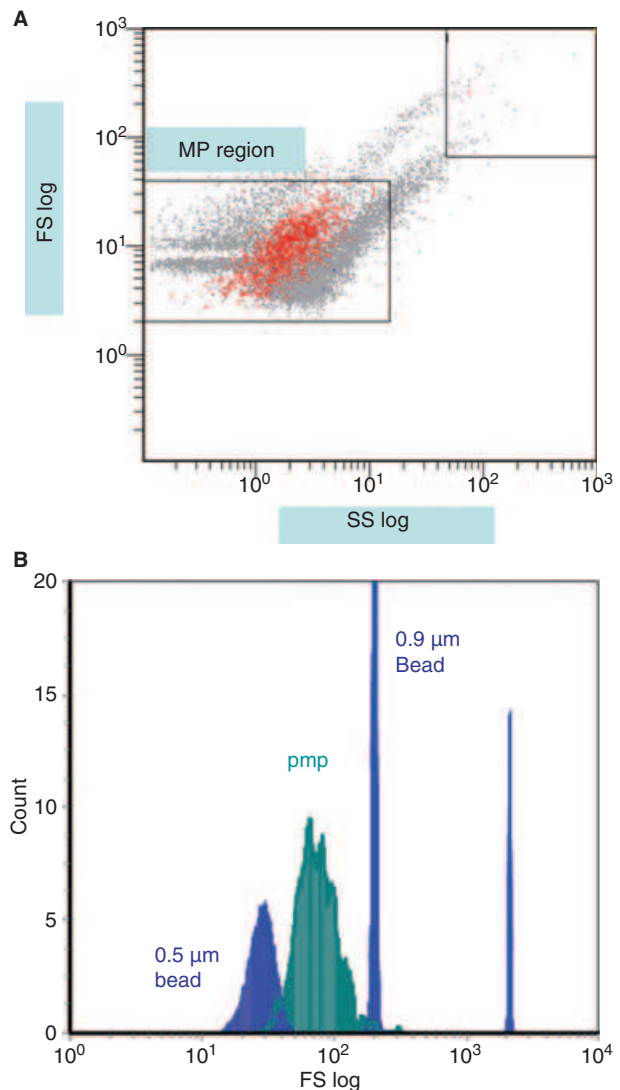 A
10³
10²
10¹
10⁰
FS log
MP region
10⁰ 10¹ 10² 10³
SS log
B
20
15
10
5
0
Count
0.9 µm
Bead
pmp
0.5 µm
bead
10⁰ 10¹ 10² 10³ 10⁴
FS log